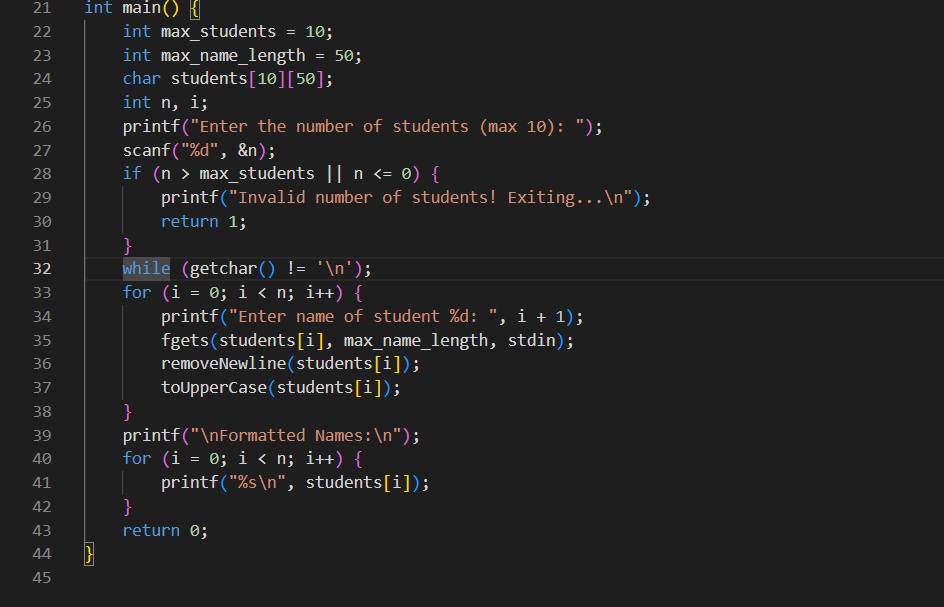 21 int main() {
22 int max_students = 10;
23 int max_name_length = 50;
24 char students[10][50];
25 int n, i;
26 printf("Enter the number of students (max 10): ");
27 scanf("%d", &n);
28 if (n > max_students || n <= 0) {
29 printf("Invalid number of students! Exiting...\n");
30 return 1;
31 }
32 while (getchar() != '\n');
33 for (i = 0; i < n; i++) {
34 printf("Enter name of student %d: ", i + 1);
35 fgets(students[i], max_name_length, stdin);
36 removeNewline(students[i]);
37 toUpperCase(students[i]);
38 }
39 printf("\nFormatted Names:\n");
40 for (i = 0; i < n; i++) {
41 printf("%s\n", students[i]);
42 }
43 return 0;
44 }
45